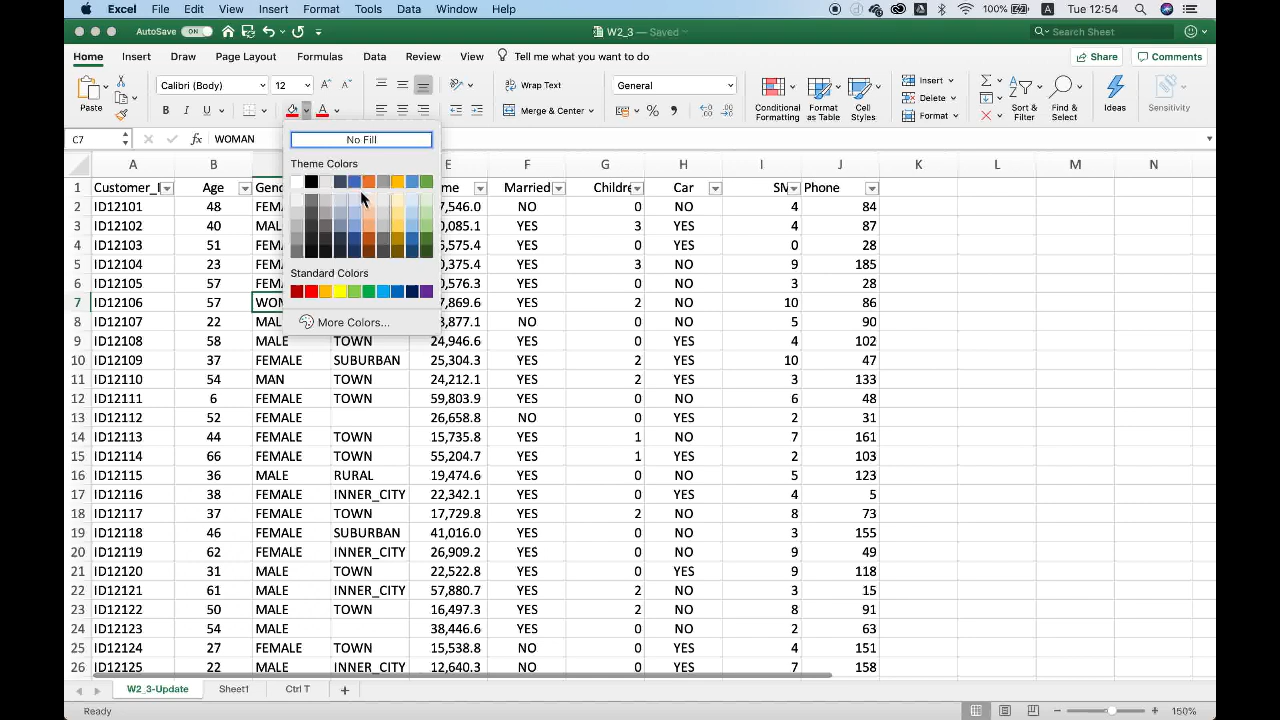 Excel File Edit View Insert Format Tools Data Window Help 100% A Tue 12:54
AutoSave ON W2_3 — Saved Search Sheet
Home Insert Draw Page Layout Formulas Data Review View Tell me what you want to do Share Comments
Paste Calibri (Body) 12 Wrap Text General Conditional Formatting Format as Table Cell Styles Insert Sort & Filter Find & Select Ideas Sensitivity
B I U A Merge & Center % Delete
Format
C7 fx WOMAN
No Fill
Theme Colors
Standard Colors
More Colors...
A B E F G H I J K L M N
1 Age Gen Married Car Phone
2 ID12101 48 FEM 7,546.0 NO 0 NO 4 84
3 ID12102 40 MAL 0,085.1 YES 3 YES 4 87
4 ID12103 51 FEM 6,575.4 YES 0 YES 0 28
5 ID12104 23 FEM 0,375.4 YES 3 NO 9 185
6 ID12105 57 FEM 0,576.3 YES 0 NO 3 28
7 ID12106 57 WOM 7,869.6 YES 2 NO 10 86
8 ID12107 22 MAL 8,877.1 NO 0 NO 5 90
9 ID12108 58 MALE TOWN 24,946.6 YES 0 YES 4 102
10 ID12109 37 FEMALE SUBURBAN 25,304.3 YES 2 YES 10 47
11 ID12110 54 MAN TOWN 24,212.1 YES 2 YES 3 133
12 ID12111 6 FEMALE TOWN 59,803.9 YES 0 NO 6 48
13 ID12112 52 FEMALE 26,658.8 NO 0 YES 2 31
14 ID12113 44 FEMALE TOWN 15,735.8 YES 1 NO 7 161
15 ID12114 66 FEMALE TOWN 55,204.7 YES 1 YES 2 103
16 ID12115 36 MALE RURAL 19,474.6 YES 0 NO 5 123
17 ID12116 38 FEMALE INNER_CITY 22,342.1 YES 0 YES 4 5
18 ID12117 37 FEMALE TOWN 17,729.8 YES 2 NO 8 73
19 ID12118 46 FEMALE SUBURBAN 41,016.0 YES 0 NO 3 155
20 ID12119 62 FEMALE INNER_CITY 26,909.2 YES 0 NO 9 49
21 ID12120 31 MALE TOWN 22,522.8 YES 0 YES 9 118
22 ID12121 61 MALE INNER_CITY 57,880.7 YES 2 NO 3 15
23 ID12122 50 MALE TOWN 16,497.3 YES 2 NO 8 91
24 ID12123 54 MALE 38,446.6 YES 0 NO 2 63
25 ID12124 27 FEMALE TOWN 15,538.8 NO 0 YES 4 151
26 ID12125 22 MALE INNER_CITY 12,640.3 NO 2 YES 7 158
W2_3-Update Sheet1 Ctrl T +
Ready 150%